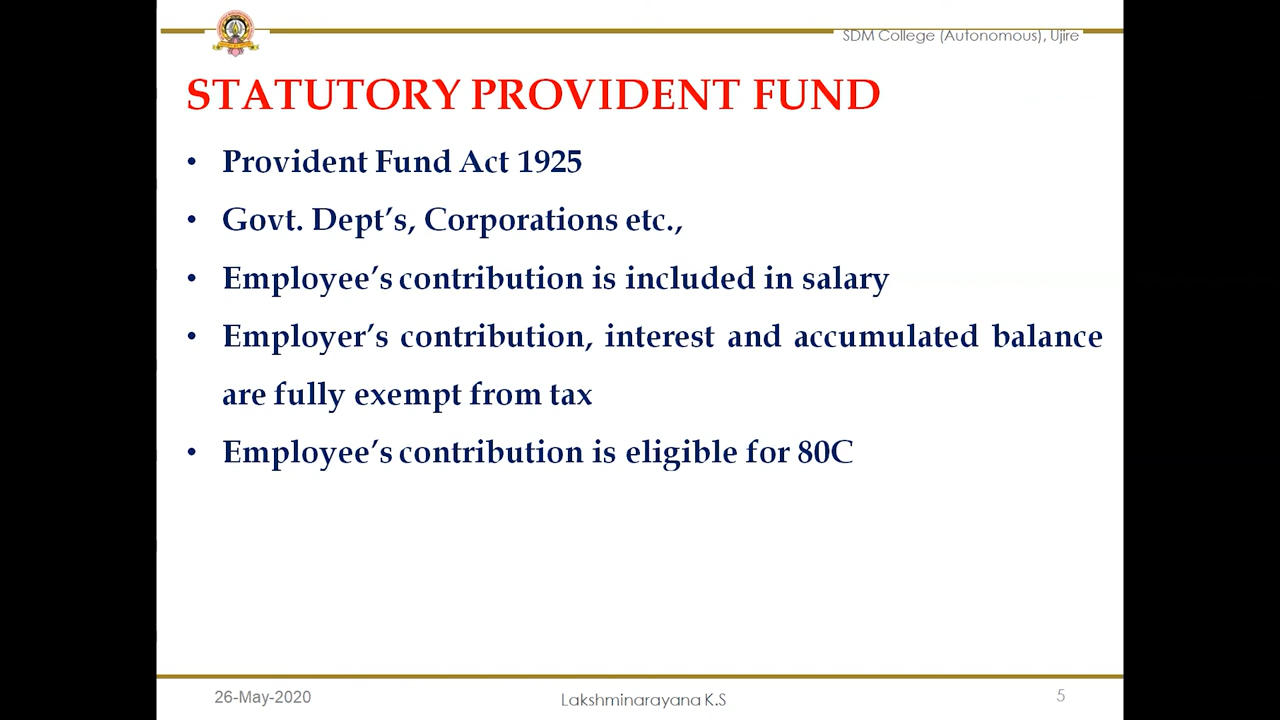 SDM College (Autonomous), Ujire
STATUTORY PROVIDENT FUND
• Provident Fund Act 1925
• Govt. Dept’s, Corporations etc.,
• Employee’s contribution is included in salary
• Employer’s contribution, interest and accumulated balance
are fully exempt from tax
• Employee’s contribution is eligible for 80C
26-May-2020
Lakshminarayana K.S
5